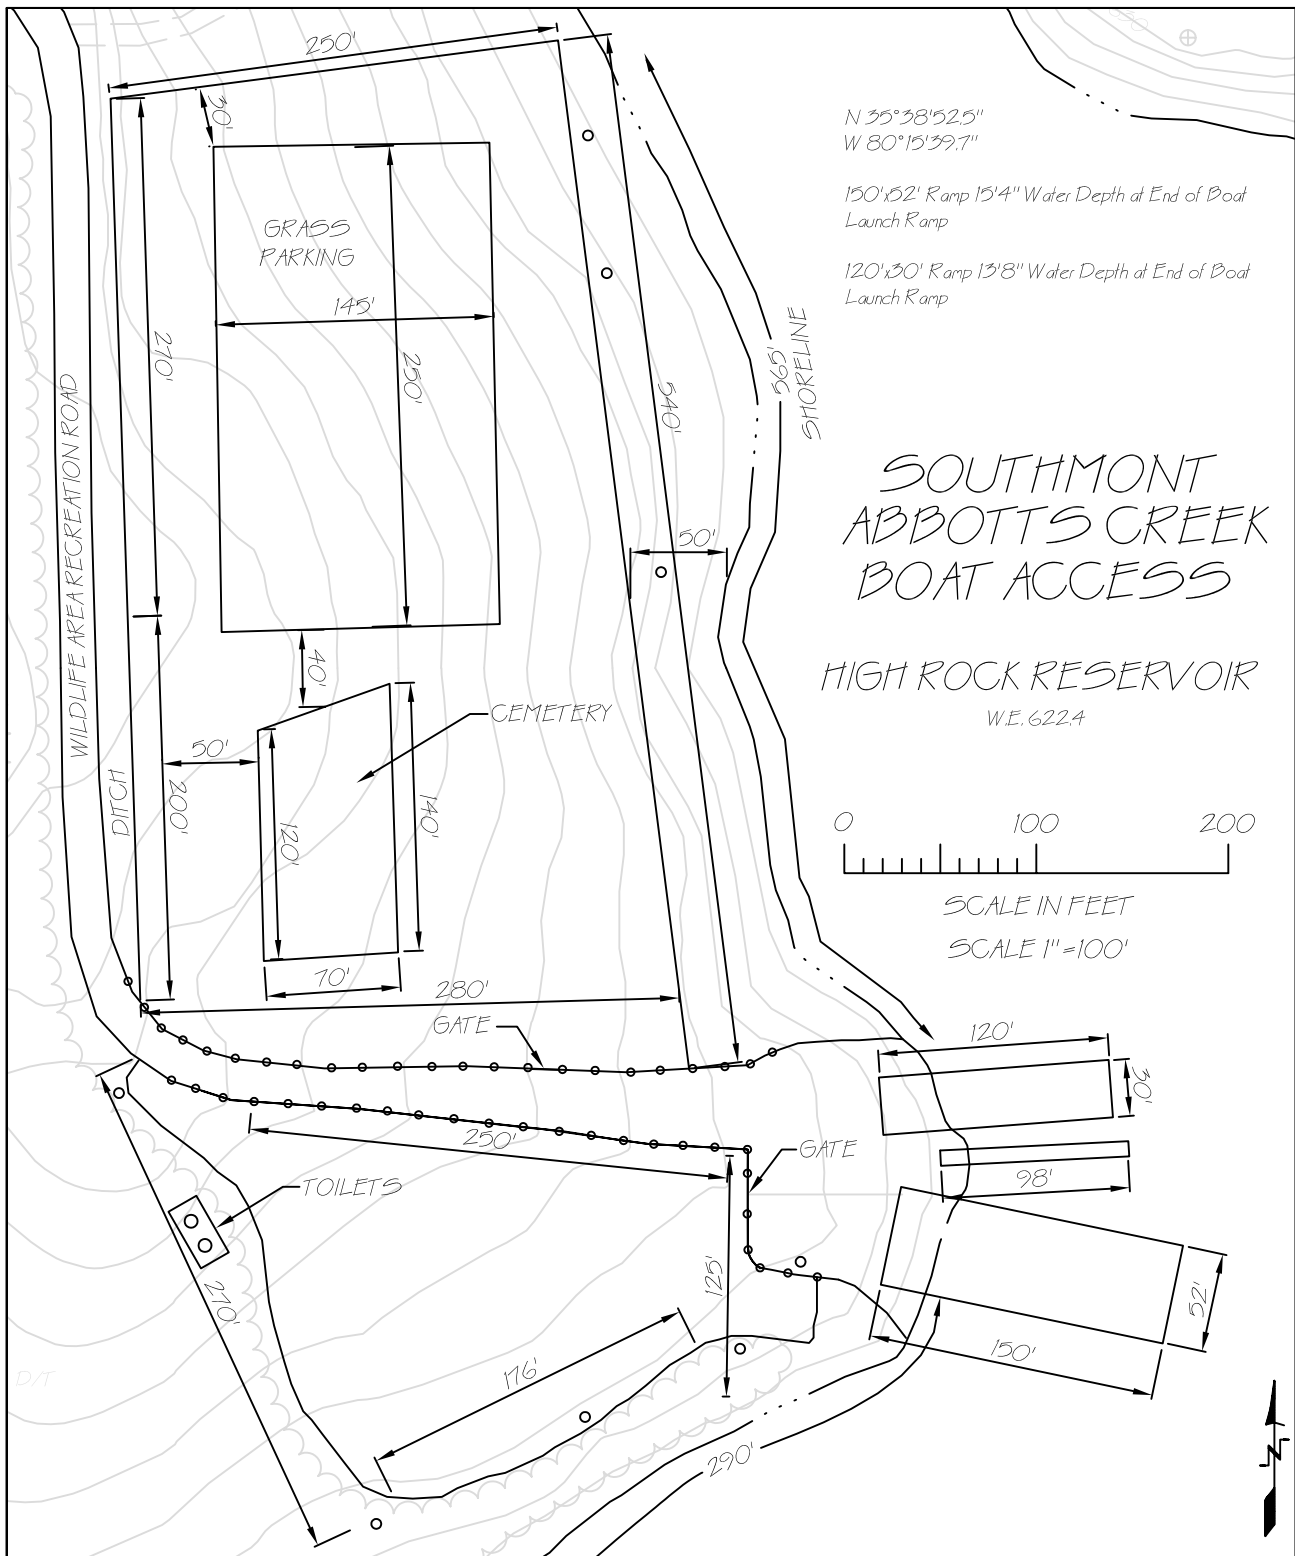 250'
30'
N 35°38'52.5"
W 80°15'39.7"
150'x52' Ramp 15'4" Water Depth at End of Boat
Launch Ramp
120'x30' Ramp 13'8" Water Depth at End of Boat
Launch Ramp
GRASS
PARKING
145'
270'
250'
540'
565'
SHORELINE
WILDLIFE AREA RECREATION ROAD
SOUTHMONT
ABBOTTS CREEK
BOAT ACCESS
50'
40'
HIGH ROCK RESERVOIR
W.E. 622.4
CEMETERY
50'
DITCH
200'
120'
140'
0 100 200
SCALE IN FEET
SCALE 1"=100'
70'
280'
GATE
120'
30'
250'
GATE
98'
TOILETS
270'
125'
52'
150'
176'
290'
D/T